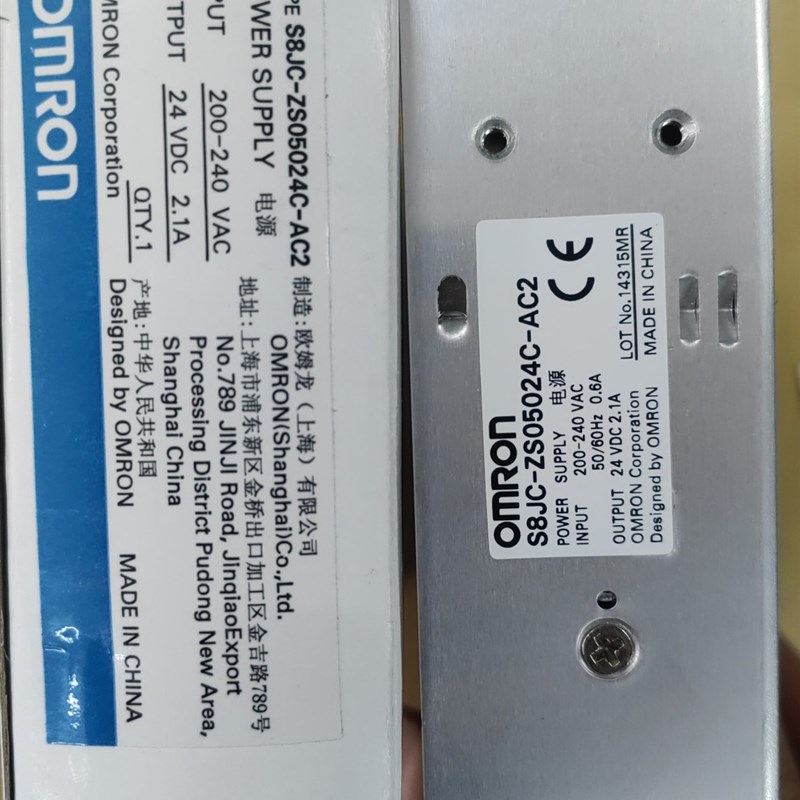 OMRON
S8JC-ZS05024C-AC2
POWER SUPPLY 电源
200-240 VAC
24 VDC 2.1A
Corporation
QTY.1
制造:欧姆龙(上海)有限公司
OMRON(Shanghai)Co.,Ltd.
地址:上海市浦东新区金桥出口加工区金吉路789号
No.789 JINJI Road, JinqiaoExport
Processing District Pudong New Area,
Shanghai China
产地:中华人民共和国
Designed by OMRON MADE IN CHINA
OMRON
S8JC-ZS05024C-AC2
POWER SUPPLY 电源
INPUT 200-240 VAC
50/60Hz 0.6A
OUTPUT 24 VDC 2.1A
OMRON Corporation
Designed by OMRON
CE
LOT No.14315MR
MADE IN CHINA